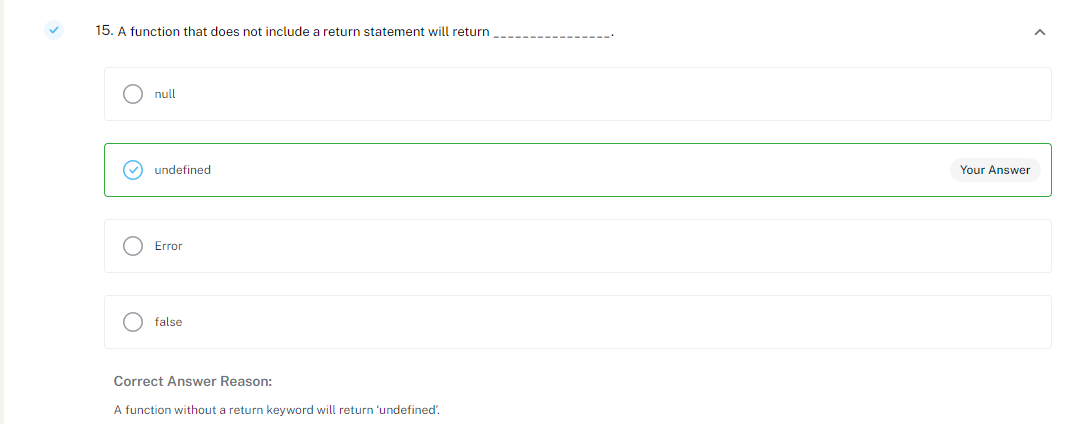 15. A function that does not include a return statement will return ________________.
null
undefined
Your Answer
Error
false
Correct Answer Reason:
A function without a return keyword will return 'undefined'.